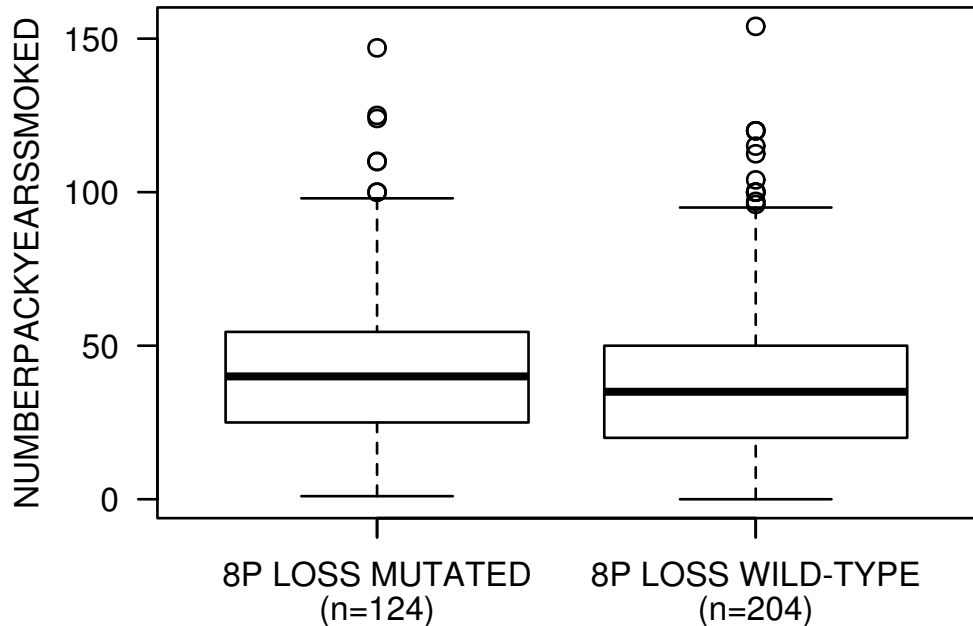 NUMBERPACKYEARSSMOKED
150
100
50
0
8P LOSS MUTATED
(n=124)
8P LOSS WILD-TYPE
(n=204)